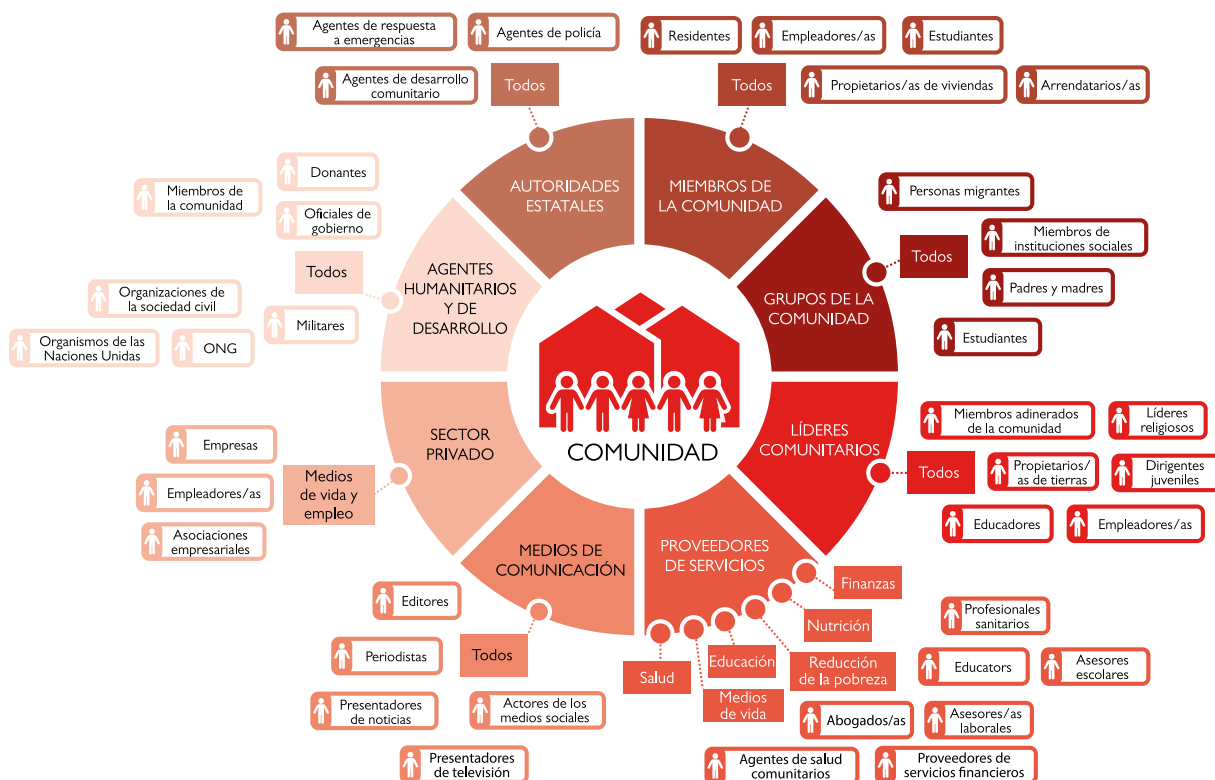 Agentes de respuesta
a emergencias
Agentes de policía
Agentes de desarrollo
comunitario
Todos
AUTORIDADES
ESTATALES
Residentes
Empleadores/as
Estudiantes
Todos
Propietarios/as de viviendas
Arrendatarios/as
MIEMBROS DE
LA COMUNIDAD
Personas migrantes
Todos
Miembros de
instituciones sociales
Padres y madres
Estudiantes
GRUPOS DE LA
COMUNIDAD
Miembros adinerados
de la comunidad
Líderes
religiosos
Todos
Propietarios/
as de tierras
Dirigentes
juveniles
Educadores
Empleadores/as
LÍDERES
COMUNITARIOS
PROVEEDORES
DE SERVICIOS
Finanzas
Nutrición
Reducción
de la pobreza
Educación
Medios
de vida
Salud
Profesionales
sanitarios
Educators
Asesores
escolares
Abogados/as
Asesores/as
laborales
Agentes de salud
comunitarios
Proveedores de
servicios financieros
MEDIOS DE
COMUNICACIÓN
Editores
Periodistas
Todos
Presentadores
de noticias
Actores de los
medios sociales
Presentadores
de televisión
SECTOR
PRIVADO
Empresas
Empleadores/as
Medios
de vida y
empleo
Asociaciones
empresariales
AGENTES
HUMANITARIOS
Y DE
DESARROLLO
Donantes
Miembros de
la comunidad
Oficiales de
gobierno
Todos
Organizaciones de
la sociedad civil
Militares
Organismos de las
Naciones Unidas
ONG
COMUNIDAD